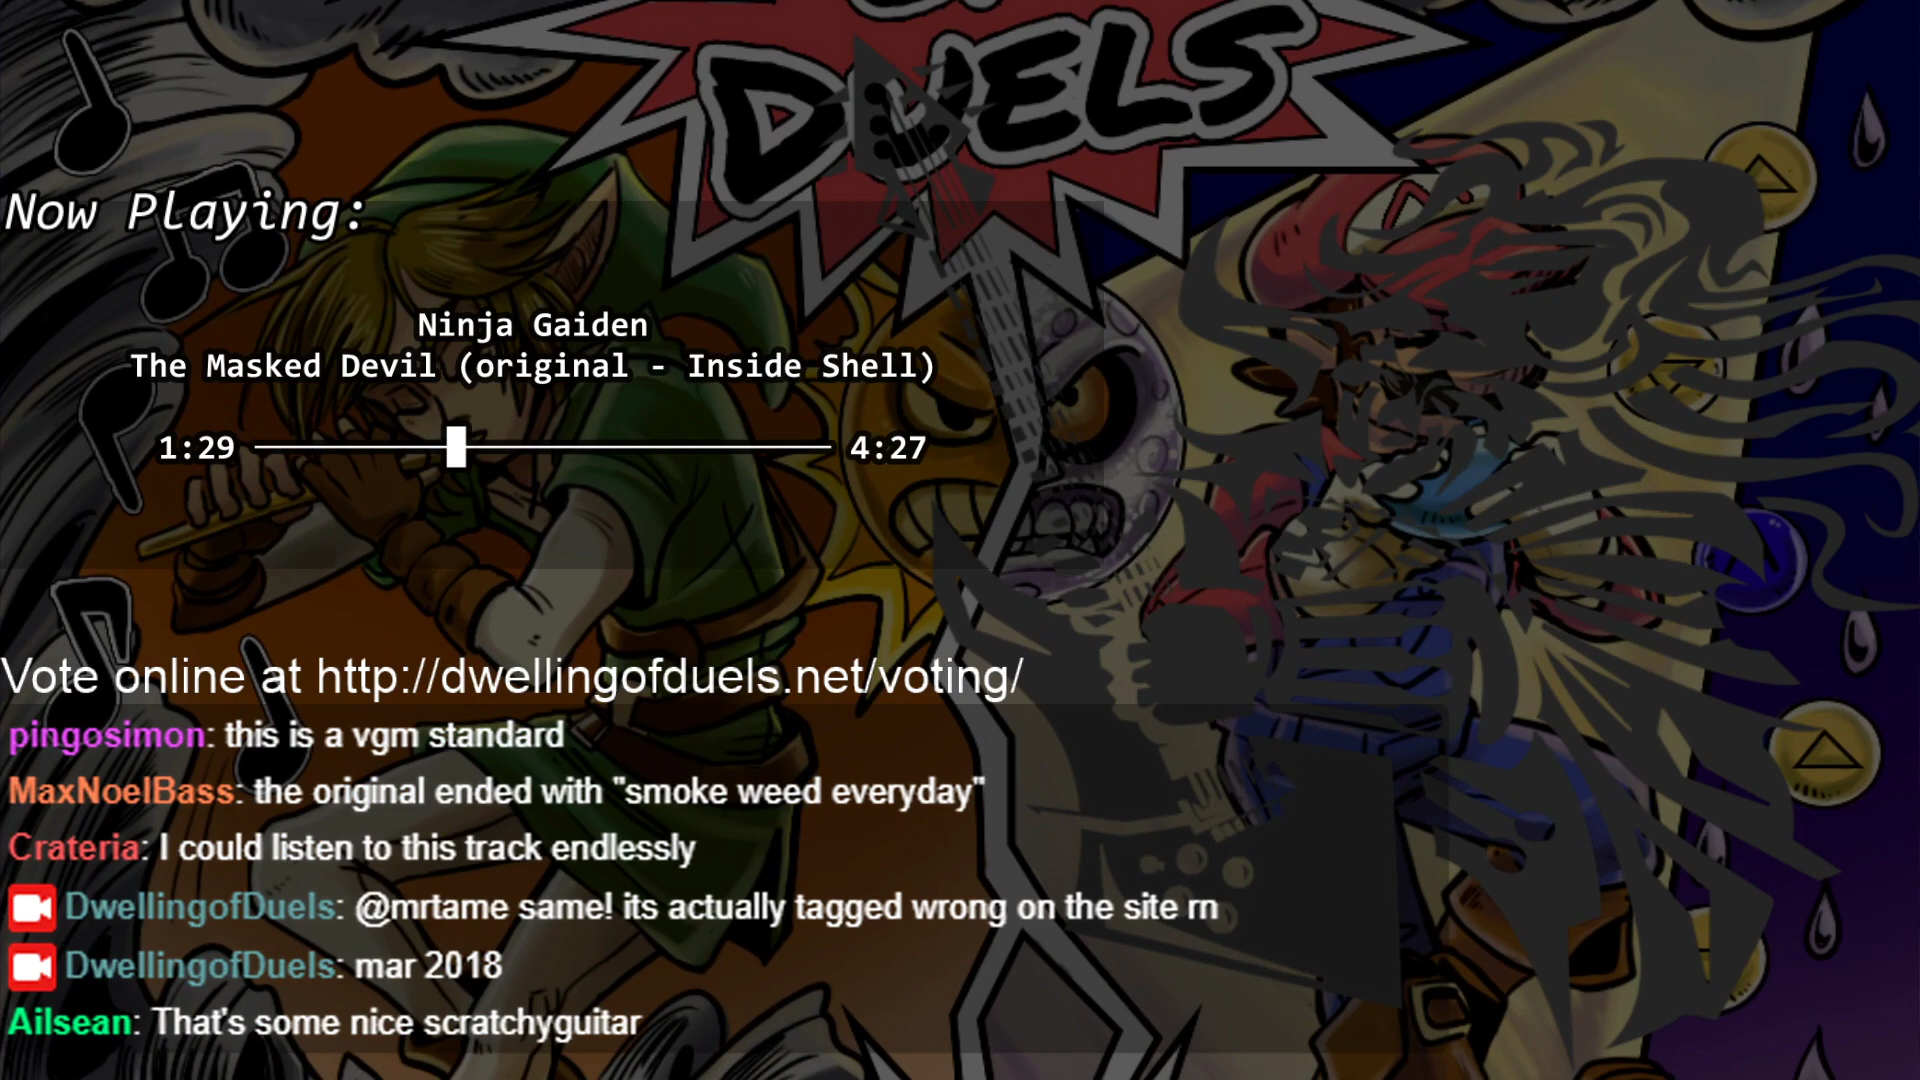 DUELS
Now Playing:
Ninja Gaiden
The Masked Devil (original - Inside Shell)
1:29 4:27
Vote online at http://dwellingofduels.net/voting/
pingosimon: this is a vgm standard
MaxNoelBass: the original ended with "smoke weed everyday"
Crateria: I could listen to this track endlessly
DwellingofDuels: @mrtame same! its actually tagged wrong on the site rn
DwellingofDuels: mar 2018
Ailsean: That's some nice scratchyguitar